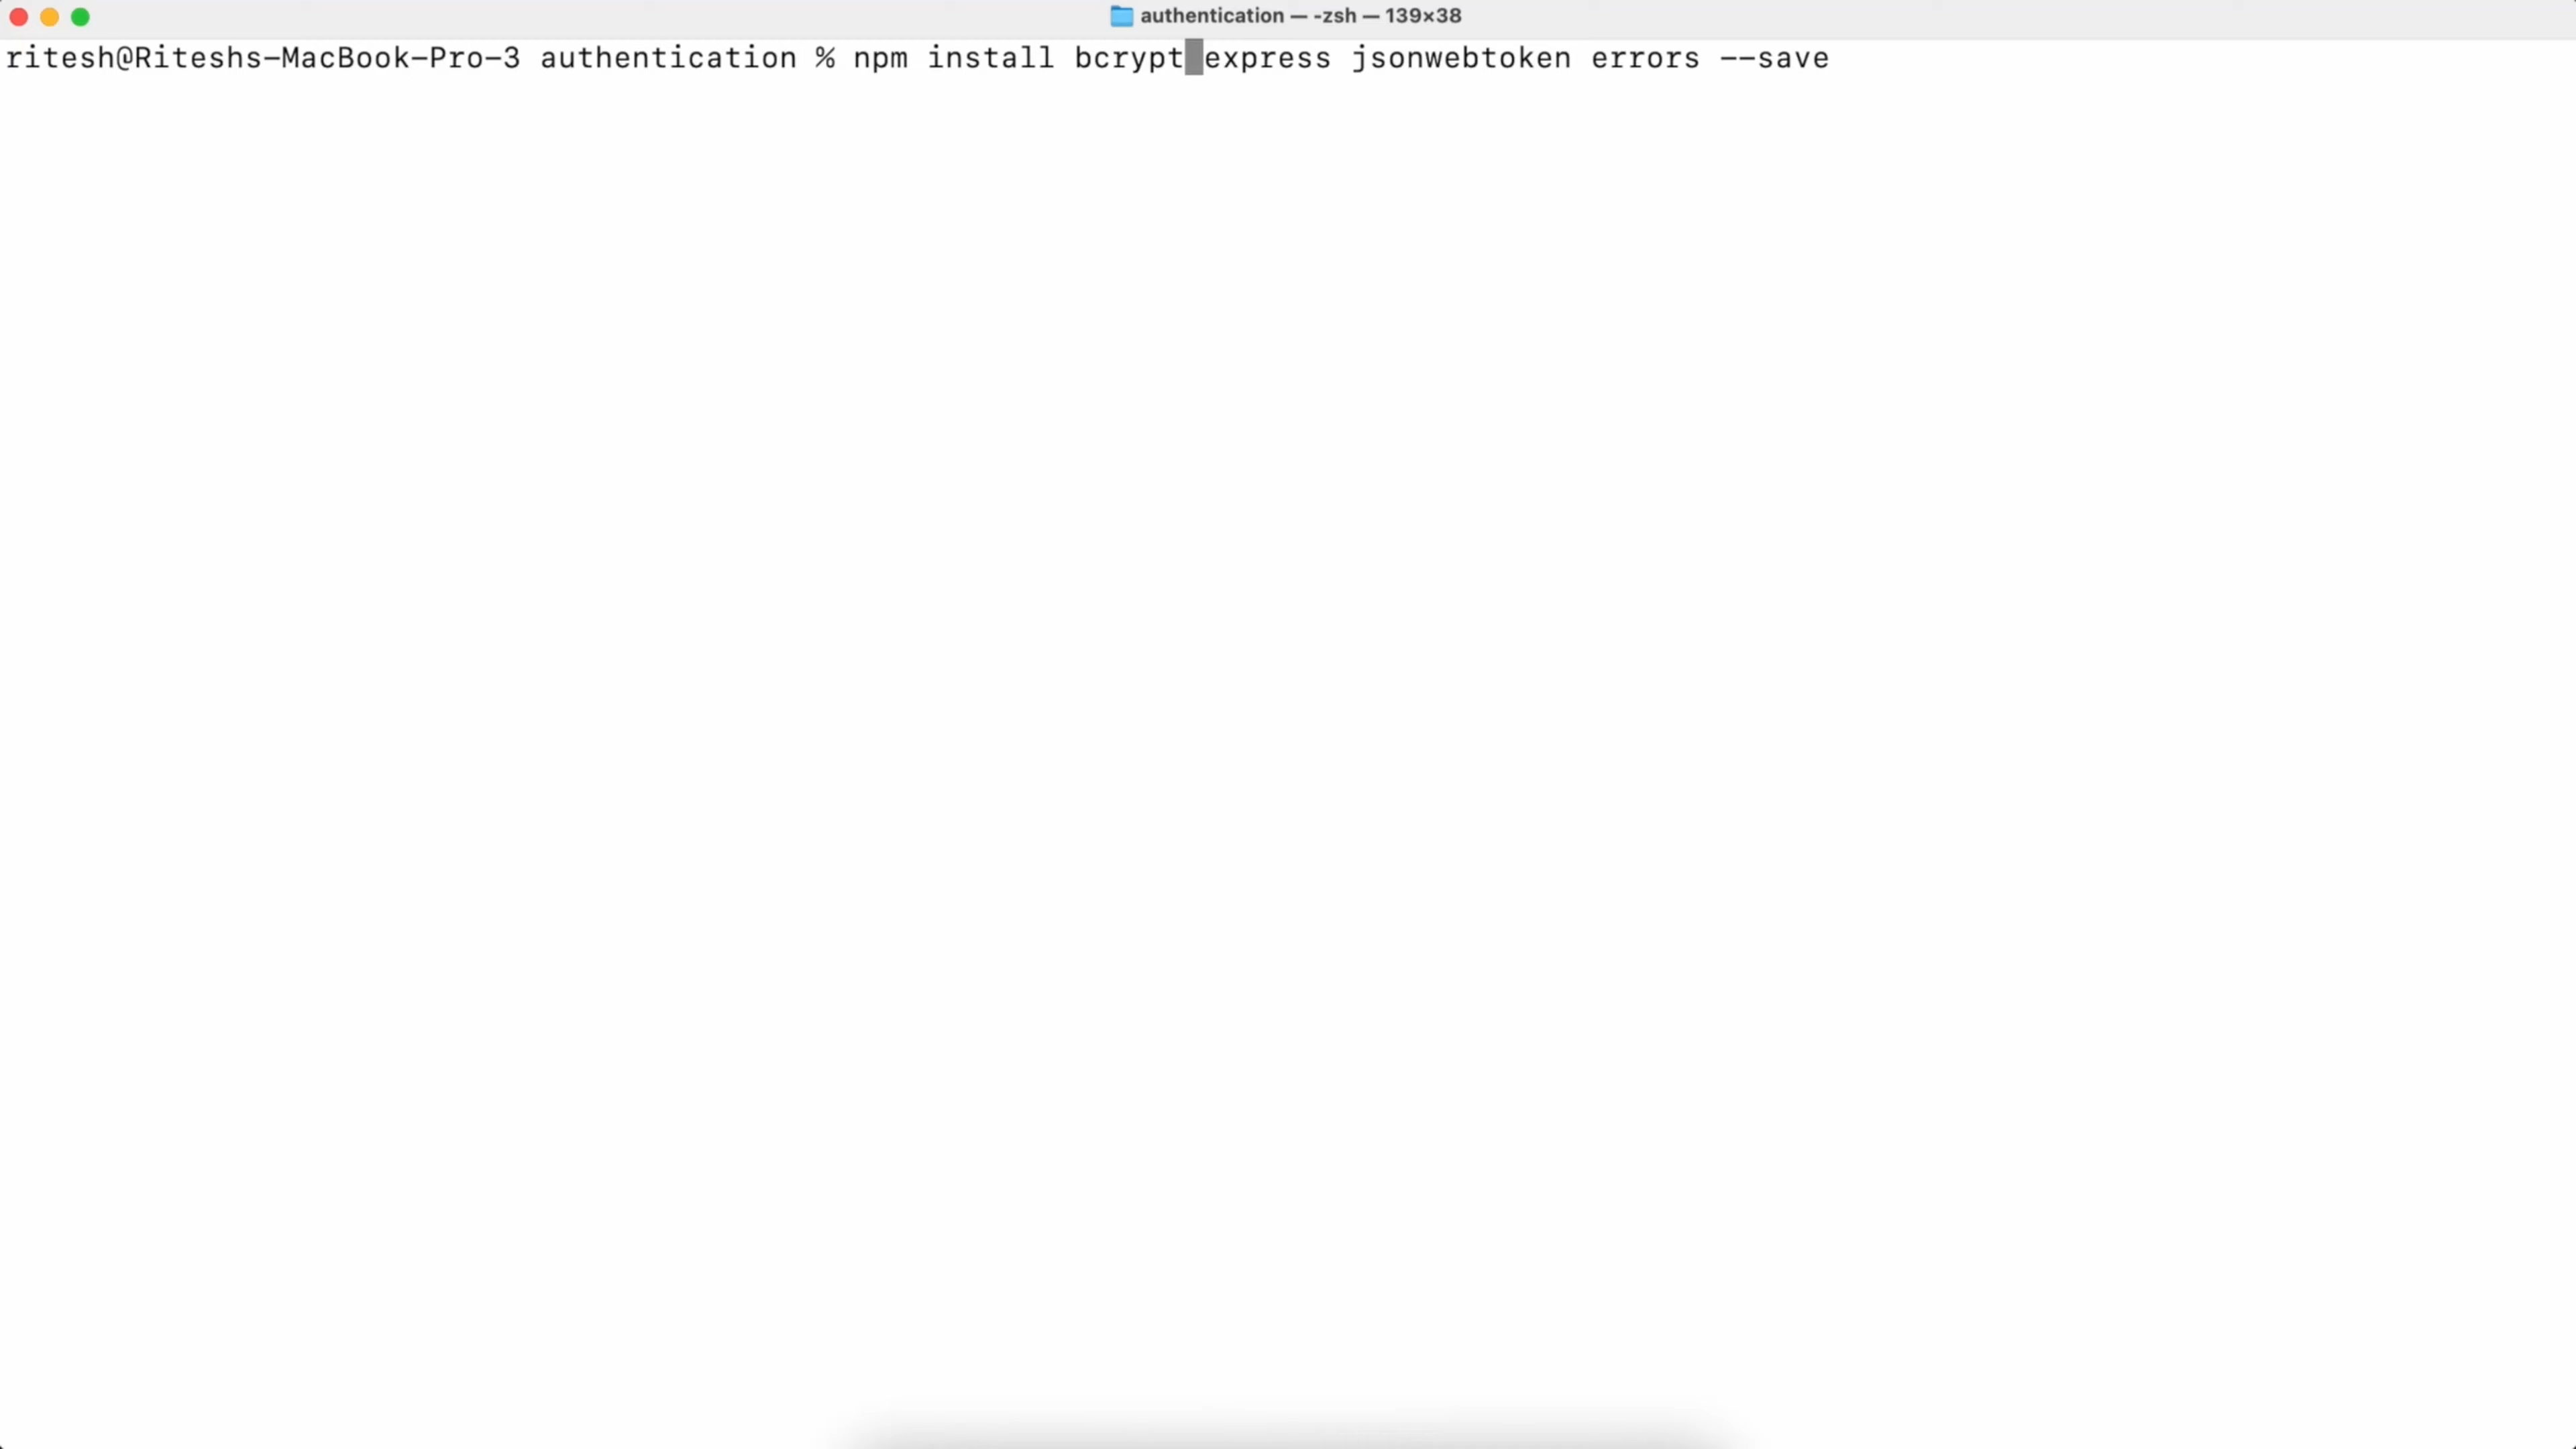 authentication — -zsh — 139×38
ritesh@Riteshs-MacBook-Pro-3 authentication % npm install bcrypt express jsonwebtoken errors --save